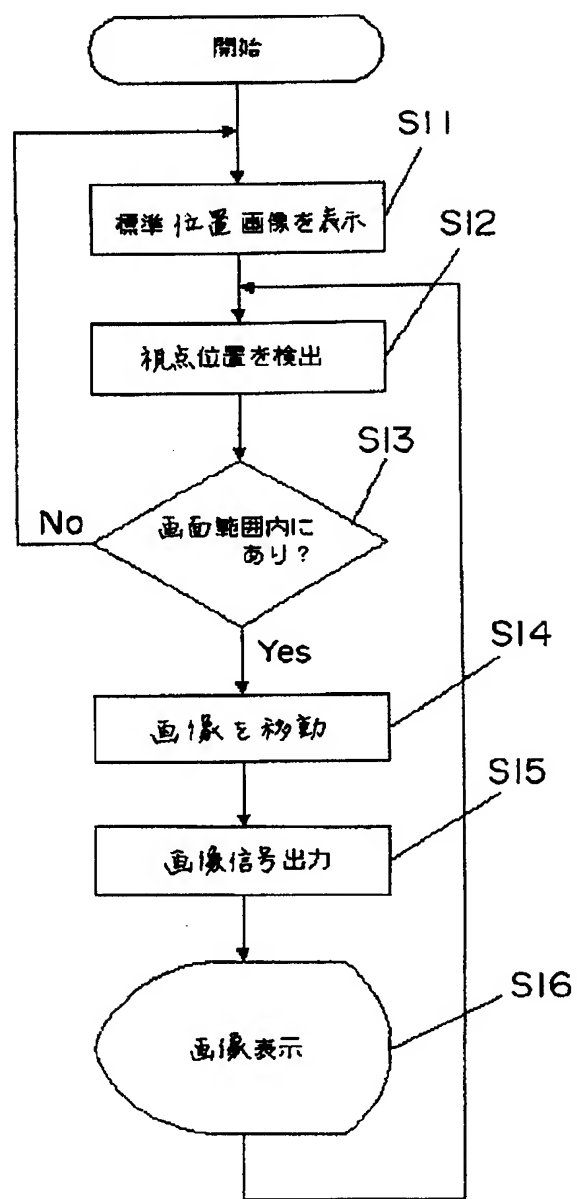 開始
S11
標準位置画像を表示
S12
視点位置を検出
S13
画面範囲内に
あり?
No
Yes
S14
画像を移動
S15
画像信号出力
S16
画像表示